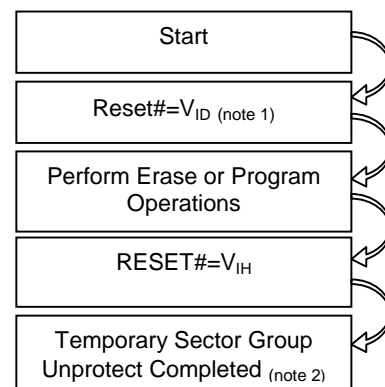 Start
Reset#=VID (note 1)
Perform Erase or Program
Operations
RESET#=VIH
Temporary Sector Group
Unprotect Completed (note 2)